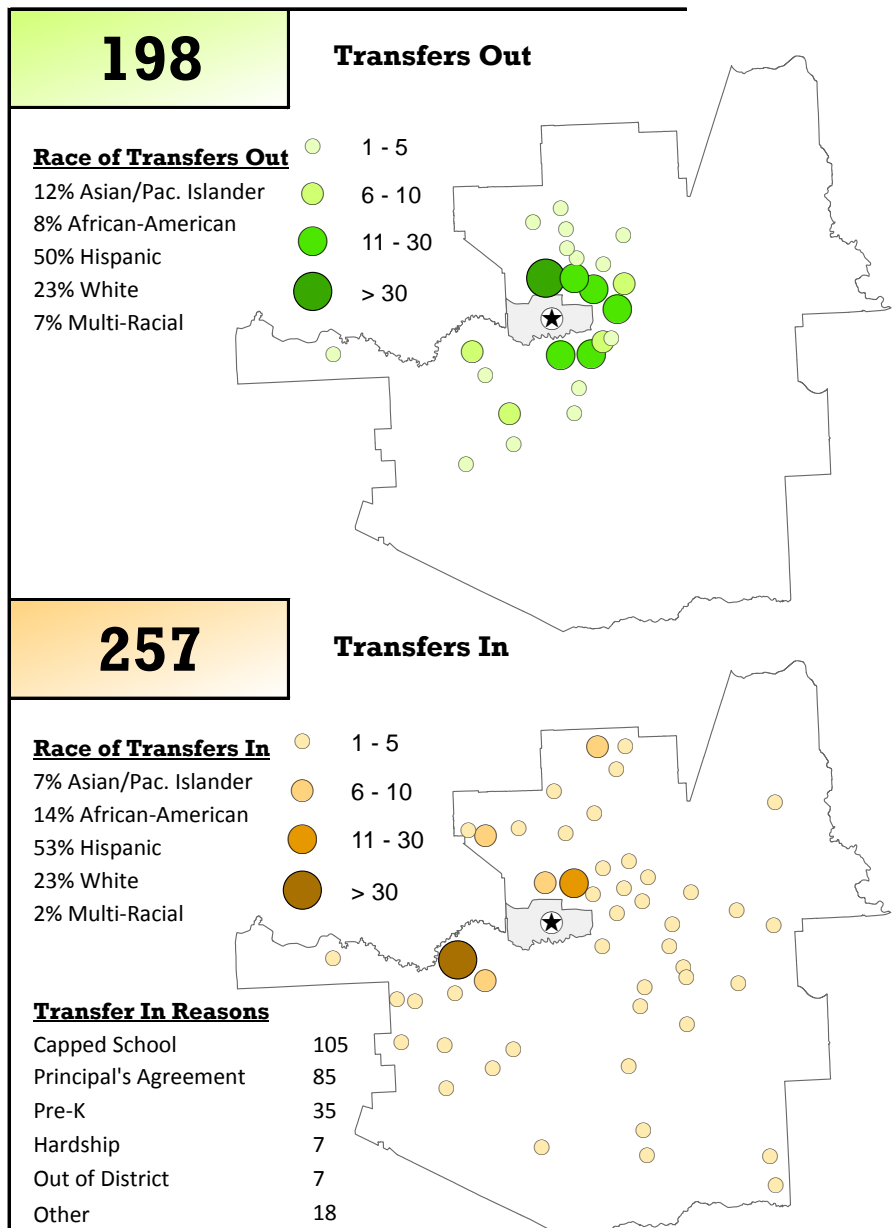 198
Transfers Out
Race of Transfers Out
12% Asian/Pac. Islander
8% African-American
50% Hispanic
23% White
7% Multi-Racial
1 - 5
6 - 10
11 - 30
> 30
257
Transfers In
Race of Transfers In
7% Asian/Pac. Islander
14% African-American
53% Hispanic
23% White
2% Multi-Racial
1 - 5
6 - 10
11 - 30
> 30
Transfer In Reasons
Capped School 105
Principal's Agreement 85
Pre-K 35
Hardship 7
Out of District 7
Other 18